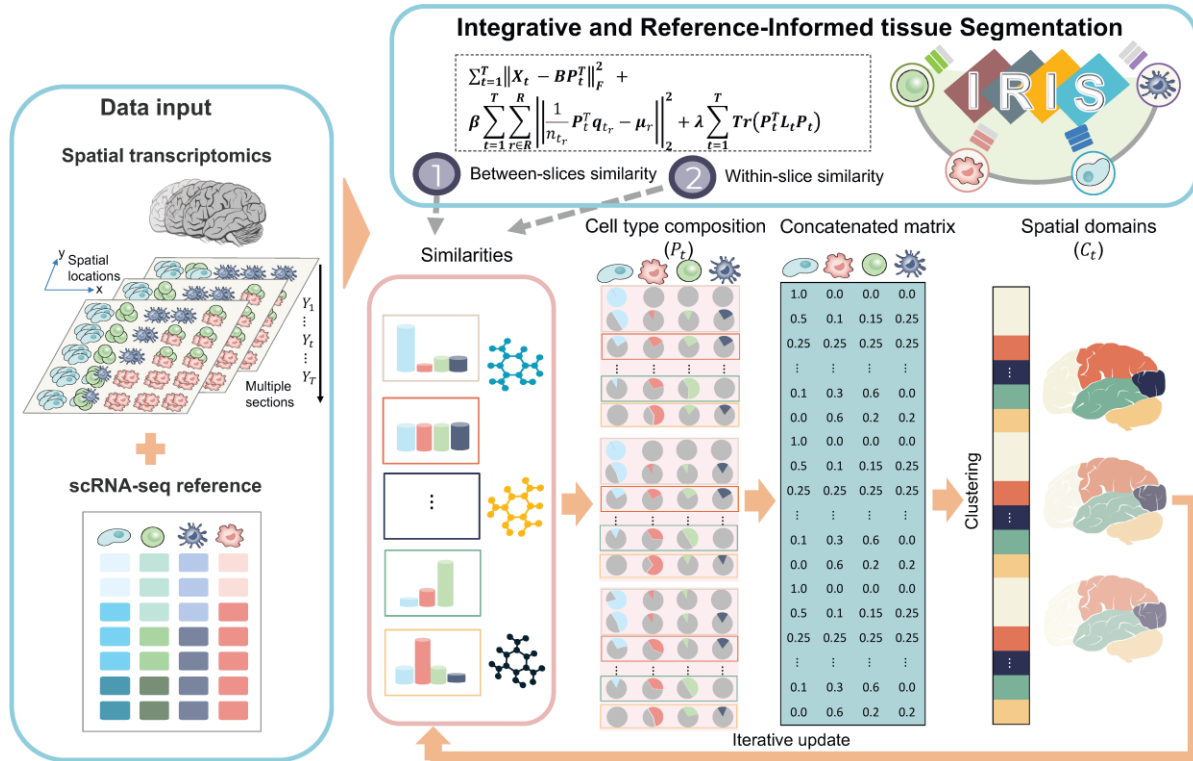 Integrative and Reference-Informed tissue Segmentation
∑_{t=1}^{T}‖X_t − BP_t^T‖_F^2 +
β∑_{t=1}^{T}∑_{r∈R}^{R}‖\frac{1}{n_{t_r}}P_t^T q_{t_r} − μ_r‖_2^2 + λ∑_{t=1}^{T}Tr(P_t^T L_t P_t)
IRIS
1 Between-slices similarity
2 Within-slice similarity
Data input
Spatial transcriptomics
y
Spatial
locations
x
Y_1
⋮
Y_t
⋮
Y_T
Multiple
sections
scRNA-seq reference
Similarities
⋮
Cell type composition
(P_t)
⋮ ⋮ ⋮ ⋮
⋮ ⋮ ⋮ ⋮
⋮ ⋮ ⋮ ⋮
Concatenated matrix
1.0 0.0 0.0 0.0
0.5 0.1 0.15 0.25
0.25 0.25 0.25 0.25
⋮ ⋮ ⋮ ⋮
0.1 0.3 0.6 0.0
0.0 0.6 0.2 0.2
1.0 0.0 0.0 0.0
0.5 0.1 0.15 0.25
0.25 0.25 0.25 0.25
⋮ ⋮ ⋮ ⋮
0.1 0.3 0.6 0.0
0.0 0.6 0.2 0.2
1.0 0.0 0.0 0.0
0.5 0.1 0.15 0.25
0.25 0.25 0.25 0.25
⋮ ⋮ ⋮ ⋮
0.1 0.3 0.6 0.0
0.0 0.6 0.2 0.2
Clustering
Spatial domains
(C_t)
⋮
⋮
⋮
Iterative update